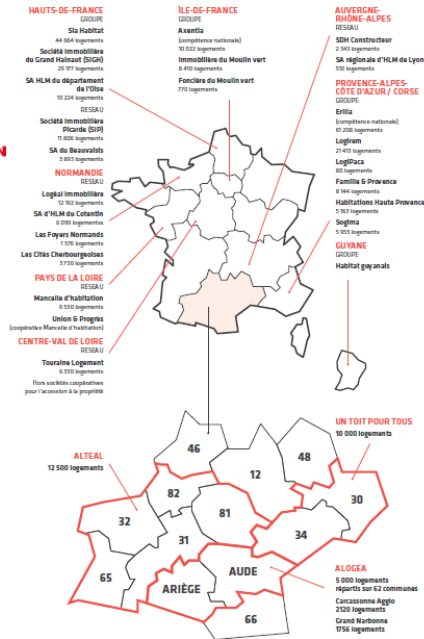 HAUTS-DE-FRANCE
GROUPE
Sia Habitat
44 664 logements
Société Immobilière
du Grand Hainaut (SIGH)
29 177 logements
SA HLM du département
de l'Oise
10 224 logements
RÉSEAU
Société Immobilière
Picarde (SIP)
11 806 logements
SA du Beauvaisis
3 893 logements
NORMANDIE
RÉSEAU
Logéal Immobilière
12 162 logements
SA d'HLM du Cotentin
6 099 logements
Les Foyers Normands
1 576 logements
Les Cités Cherbourgeoises
3 730 logements
PAYS DE LA LOIRE
RÉSEAU
Mancelle d'habitation
6 550 logements
Union & Progrès
(coopérative Mancelle d'habitation)
CENTRE-VAL DE LOIRE
RÉSEAU
Touraine Logement
6 350 logements
Hors sociétés coopératives
pour l'accession à la propriété
ÎLE-DE-FRANCE
GROUPE
Axentia
(compétence nationale)
10 022 logements
Immobilière du Moulin vert
8 410 logements
Foncière du Moulin vert
770 logements
AUVERGNE-
RHÔNE-ALPES
RÉSEAU
SDH Constructeur
2 343 logements
SA régionale d'HLM de Lyon
510 logements
PROVENCE-ALPES-
CÔTE D'AZUR / CORSE
GROUPE
Erilia
(compétence nationale)
61 206 logements
Logirem
21 413 logements
LogiPaca
80 logements
Famille & Provence
8 144 logements
Habitations Haute Provence
5 163 logements
Sogima
5 955 logements
GUYANE
GROUPE
Habitat guyanais
ALTEAL
12 500 logements
UN TOIT POUR TOUS
10 000 logements
46
48
12
82
30
32
81
31
34
65
ARIÈGE
AUDE
66
ALOGEA
5 000 logements
répartis sur 62 communes
Carcassonne Agglo
2120 logements
Grand Narbonne
1756 logements